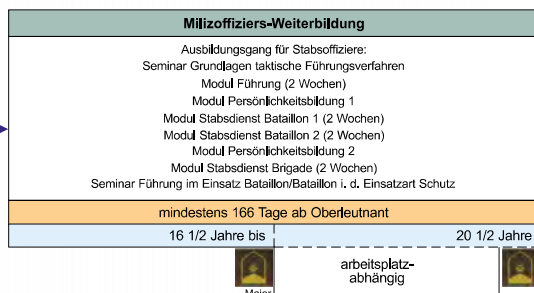 Milizoffiziers-Weiterbildung
Ausbildungsgang für Stabsoffiziere:
Seminar Grundlagen taktische Führungsverfahren
Modul Führung (2 Wochen)
Modul Persönlichkeitsbildung 1
Modul Stabsdienst Bataillon 1 (2 Wochen)
Modul Stabsdienst Bataillon 2 (2 Wochen)
Modul Persönlichkeitsbildung 2
Modul Stabsdienst Brigade (2 Wochen)
Seminar Führung im Einsatz Bataillon/Bataillon i. d. Einsatzart Schutz
mindestens 166 Tage ab Oberleutnant
16 1/2 Jahre bis 20 1/2 Jahre
arbeitsplatz-
abhängig
Major